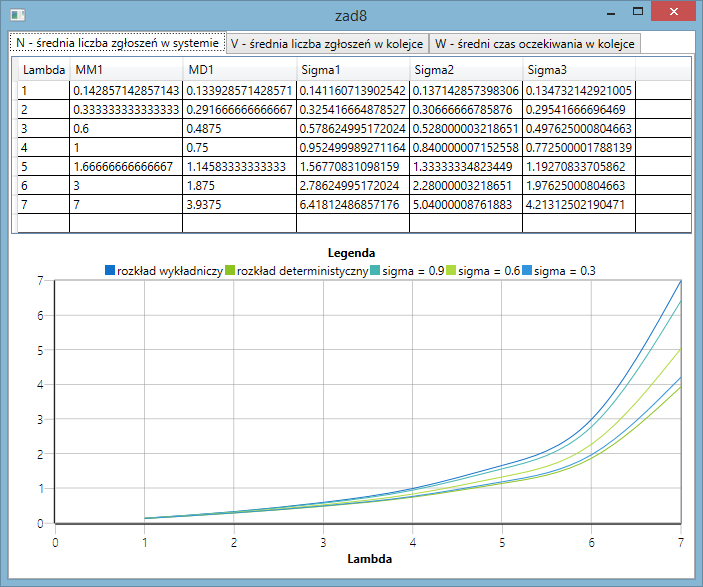 zad8
N - średnia liczba zgłoszeń w systemie V - średnia liczba zgłoszeń w kolejce W - średni czas oczekiwania w kolejce
Lambda MM1 MD1 Sigma1 Sigma2 Sigma3
1 0.142857142857143 0.133928571428571 0.141160713902542 0.137142857398306 0.134732142921005
2 0.333333333333333 0.291666666666667 0.325416664878527 0.30666666785876 0.29541666696469
3 0.6 0.4875 0.578624995172024 0.528000003218651 0.497625000804663
4 1 0.75 0.952499989271164 0.840000007152558 0.772500001788139
5 1.66666666666667 1.14583333333333 1.56770831098159 1.33333334823449 1.19270833705862
6 3 1.875 2.78624995172024 2.28000003218651 1.97625000804663
7 7 3.9375 6.41812486857176 5.04000008761883 4.21312502190471
Legenda
rozkład wykładniczy rozkład deterministyczny sigma = 0.9 sigma = 0.6 sigma = 0.3
7
6
5
4
3
2
1
0
0 1 2 3 4 5 6 7
Lambda